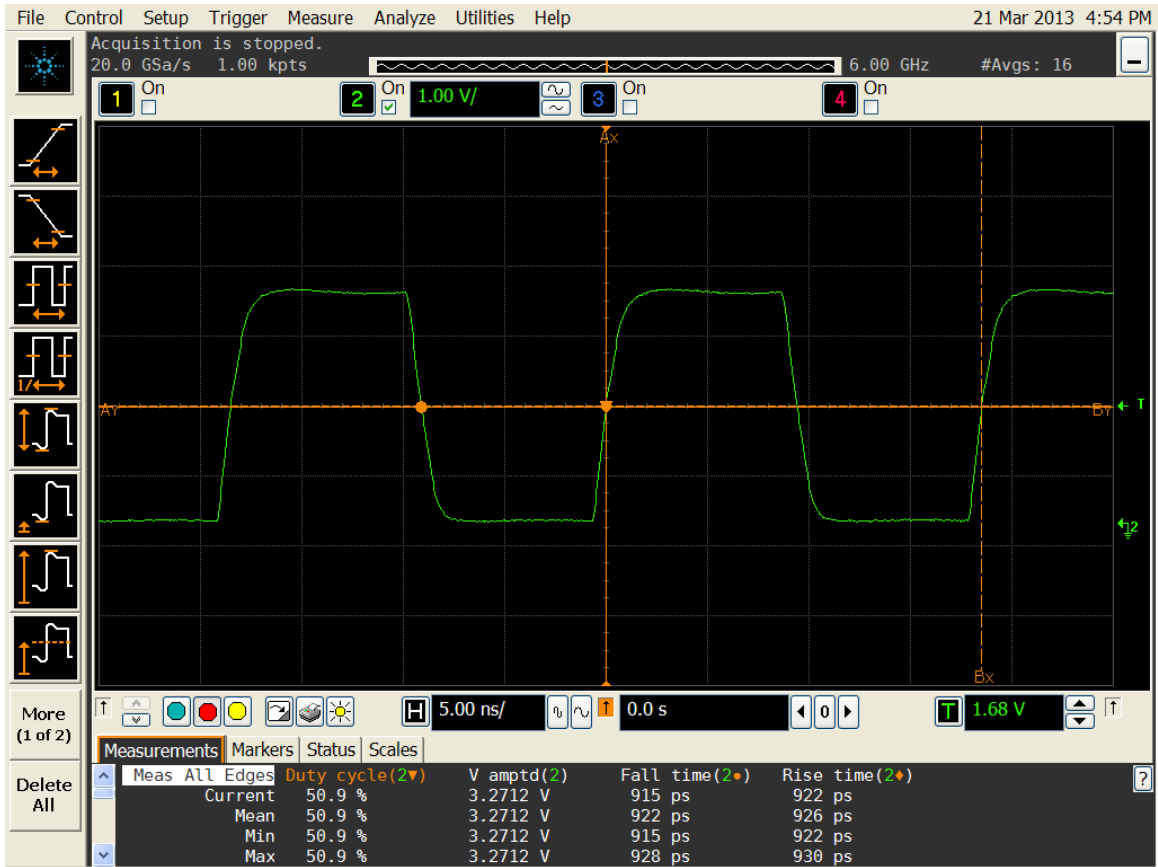 File Control Setup Trigger Measure Analyze Utilities Help 21 Mar 2013 4:54 PM
Acquisition is stopped.
20.0 GSa/s 1.00 kpts 6.00 GHz #Avgs: 16
1 On 2 On 1.00 V/ 3 On 4 On
Ax
AY BY T
2
1/
Bx
More
(1 of 2)
Delete
All
H 5.00 ns/ 0.0 s 0 T 1.68 V
Measurements Markers Status Scales
Meas All Edges Duty cycle(2▼) V amptd(2) Fall time(2●) Rise time(2♦) ?
Current 50.9 % 3.2712 V 915 ps 922 ps
Mean 50.9 % 3.2712 V 922 ps 926 ps
Min 50.9 % 3.2712 V 915 ps 922 ps
Max 50.9 % 3.2712 V 928 ps 930 ps